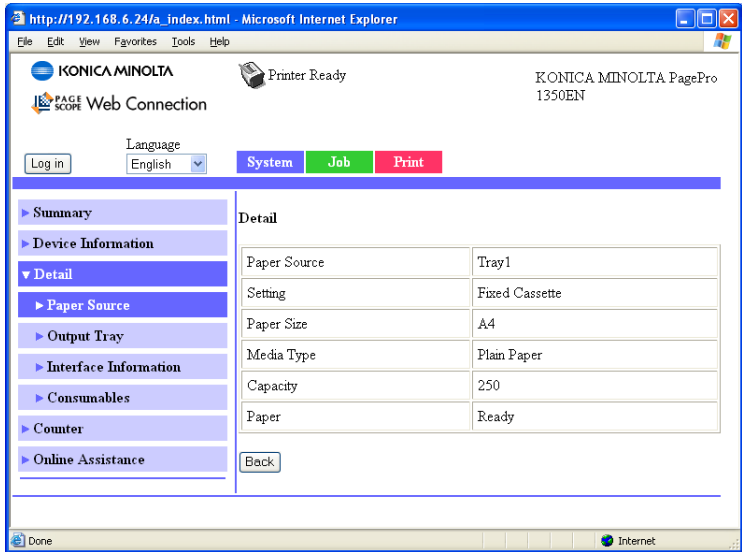 http://192.168.6.24/a_index.html - Microsoft Internet Explorer
File Edit View Favorites Tools Help
KONICA MINOLTA
Printer Ready
KONICA MINOLTA PagePro
1350EN
PAGE SCOPE Web Connection
Language
Log in
English
System Job Print
Summary
Device Information
Detail
Paper Source
Output Tray
Interface Information
Consumables
Counter
Online Assistance
Detail
Paper Source Tray1
Setting Fixed Cassette
Paper Size A4
Media Type Plain Paper
Capacity 250
Paper Ready
Back
Done
Internet